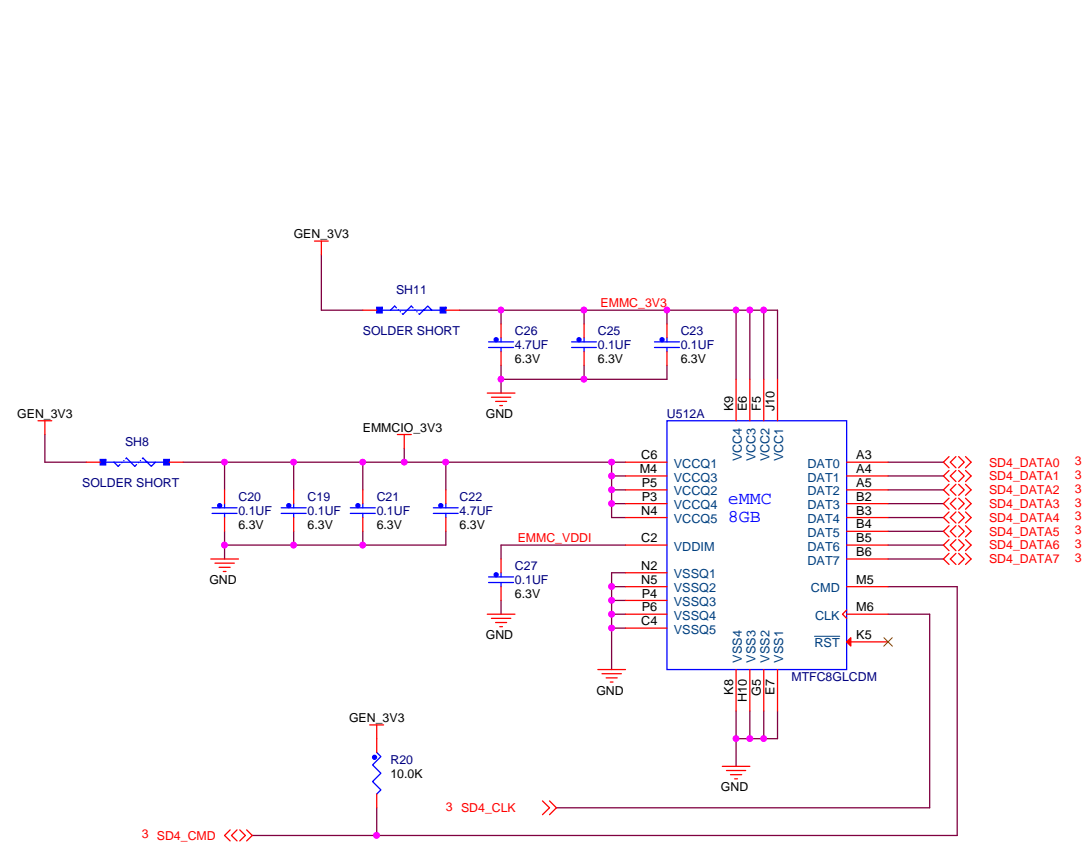 GEN_3V3
SH11
SOLDER SHORT
EMMC_3V3
C26
4.7UF
6.3V
C25
0.1UF
6.3V
C23
0.1UF
6.3V
GND
GEN_3V3
SH8
SOLDER SHORT
EMMCIO_3V3
C20
0.1UF
6.3V
C19
0.1UF
6.3V
C21
0.1UF
6.3V
C22
4.7UF
6.3V
GND
EMMC_VDDI
C27
0.1UF
6.3V
GND
GND
U512A
K9
E6
F5
J10
VCC4
VCC3
VCC2
VCC1
C6 VCCQ1
M4 VCCQ3
P5 VCCQ2
P3 VCCQ4
N4 VCCQ5
C2 VDDIM
N2 VSSQ1
N5 VSSQ2
P4 VSSQ3
P6 VSSQ4
C4 VSSQ5
eMMC
8GB
DAT0 A3 SD4_DATA0 3
DAT1 A4 SD4_DATA1 3
DAT2 A5 SD4_DATA2 3
DAT3 B2 SD4_DATA3 3
DAT4 B3 SD4_DATA4 3
DAT5 B4 SD4_DATA5 3
DAT6 B5 SD4_DATA6 3
DAT7 B6 SD4_DATA7 3
CMD M5
CLK M6
RST K5
VSS4
VSS3
VSS2
VSS1
K8
H10
G5
E7
MTFC8GLCDM
GND
GEN_3V3
R20
10.0K
3 SD4_CLK
3 SD4_CMD